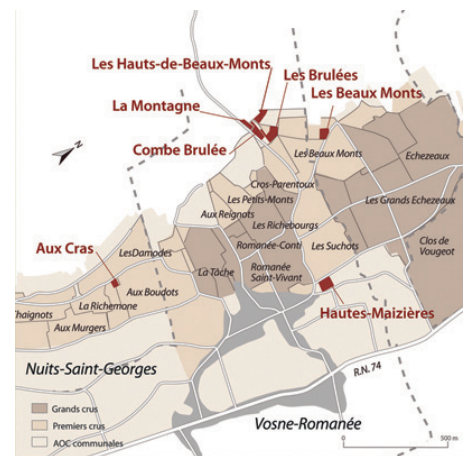 Les Hauts-de-Beaux-Monts
Les Brulées
Les Beaux Monts
La Montagne
Combe Brulée
Les Beaux Monts
Echezeaux
Cros-Parentoux
Les Petits-Monts
Les Grands Echezeaux
Aux Reignots
Les Richebourgs
Romanée-Conti
Les Suchots
Clos de
Vougeot
Aux Cras
LesDamodes
La Tâche
Romanée
Saint-Vivant
Aux Boudots
La Richemone
Chaignots
Aux Murgers
Hautes-Maizières
Nuits-Saint-Georges
R.N. 74
Grands crus
Premiers crus
AOC communales
Vosne-Romanée
0
500 m